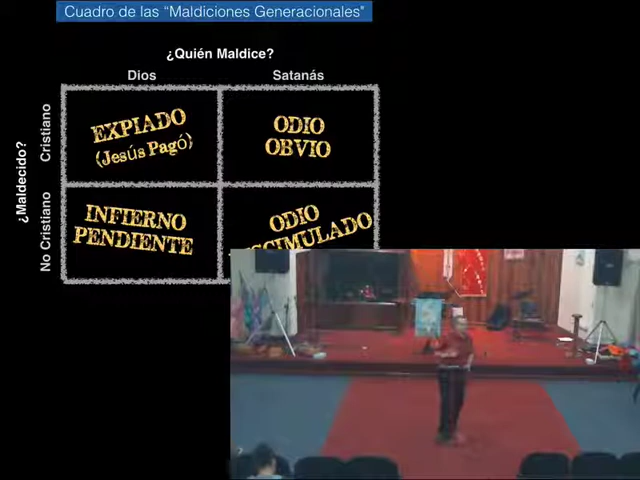 Cuadro de las “Maldiciones Generacionales"
¿Quién Maldice?
Dios
Satanás
¿Maldecido?
Cristiano
EXPIADO
(Jesús Pagó)
ODIO
OBVIO
No Cristiano
INFIERNO
PENDIENTE
ODIO